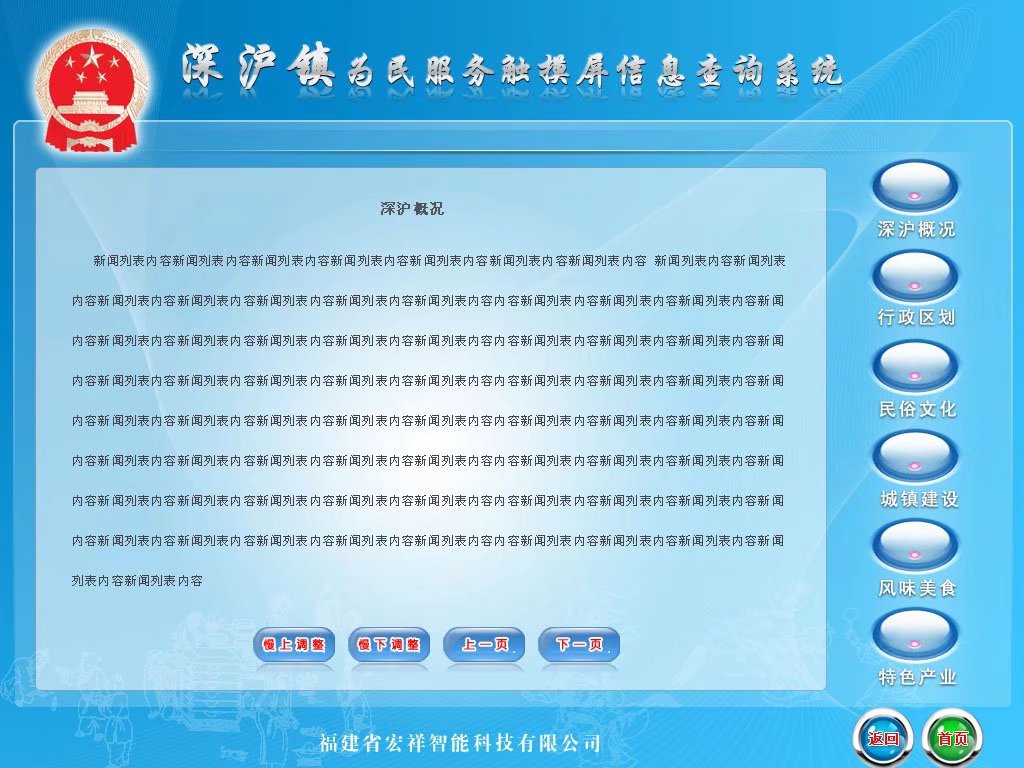 深沪镇为民服务触摸屏信息查询系统
深沪概况
新闻列表内容新闻列表内容新闻列表内容新闻列表内容新闻列表内容新闻列表内容新闻列表内容 新闻列表内容新闻列表
内容新闻列表内容新闻列表内容新闻列表内容新闻列表内容新闻列表内容内容新闻列表内容新闻列表内容新闻列表内容新闻
内容新闻列表内容新闻列表内容新闻列表内容新闻列表内容新闻列表内容内容新闻列表内容新闻列表内容新闻列表内容新闻
内容新闻列表内容新闻列表内容新闻列表内容新闻列表内容新闻列表内容内容新闻列表内容新闻列表内容新闻列表内容新闻
内容新闻列表内容新闻列表内容新闻列表内容新闻列表内容新闻列表内容内容新闻列表内容新闻列表内容新闻列表内容新闻
内容新闻列表内容新闻列表内容新闻列表内容新闻列表内容新闻列表内容内容新闻列表内容新闻列表内容新闻列表内容新闻
内容新闻列表内容新闻列表内容新闻列表内容新闻列表内容新闻列表内容内容新闻列表内容新闻列表内容新闻列表内容新闻
内容新闻列表内容新闻列表内容新闻列表内容新闻列表内容新闻列表内容内容新闻列表内容新闻列表内容新闻列表内容新闻
列表内容新闻列表内容
慢上调整
慢下调整
上一页.
下一页.
深沪概况
行政区划
民俗文化
城镇建设
风味美食
特色产业
福建省宏祥智能科技有限公司
返回
首页